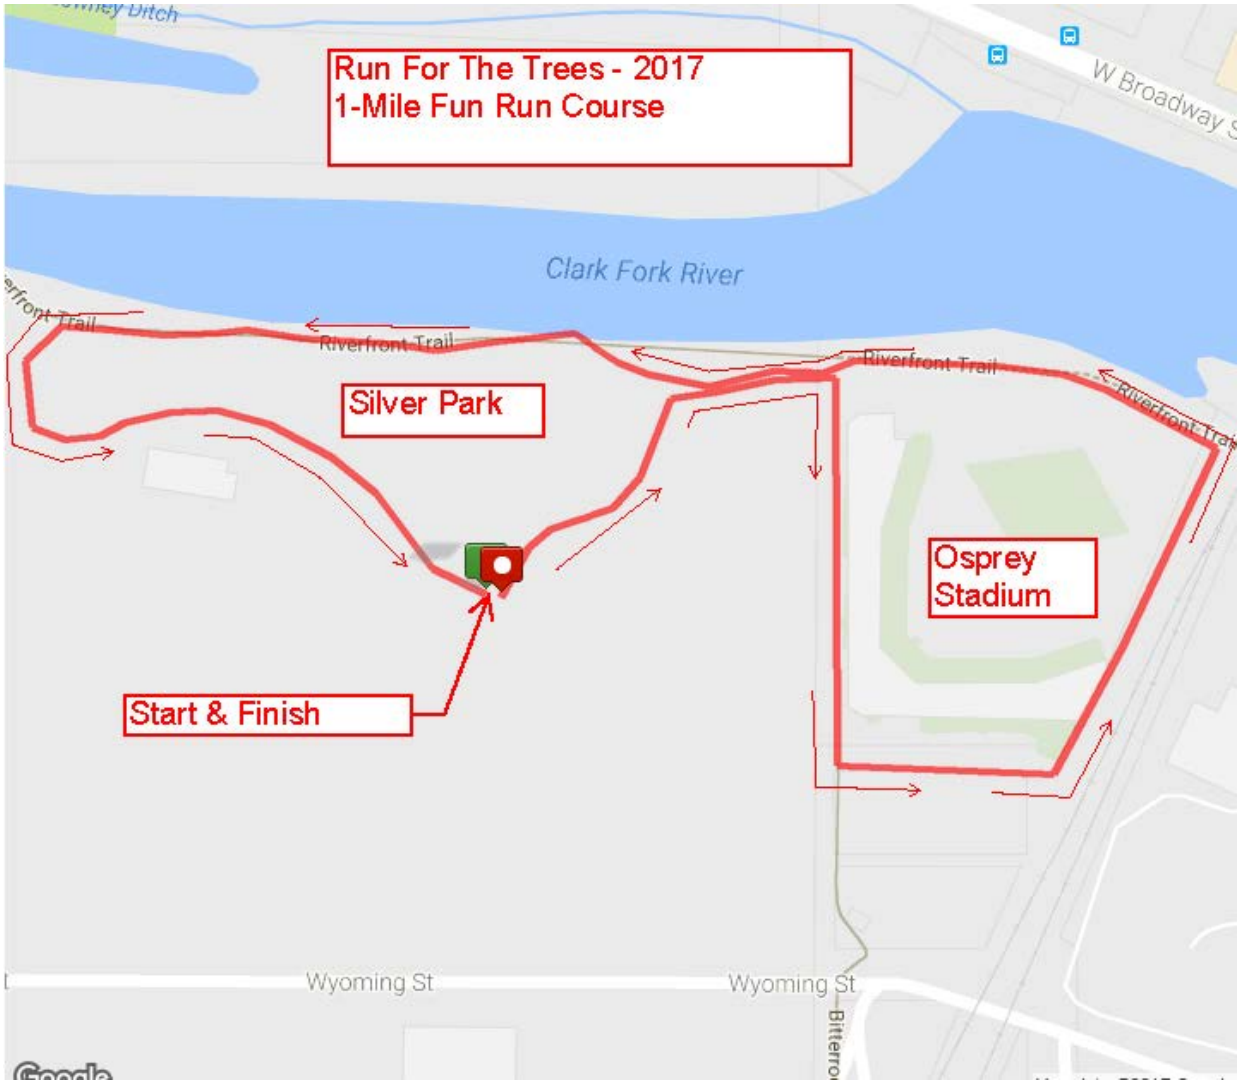 Ditch
Run For The Trees - 2017
1-Mile Fun Run Course
W Broadway
Clark Fork River
Trail
Riverfront Trail
Riverfront Trail
Riverfront Trail
Silver Park
Osprey
Stadium
Start & Finish
Wyoming St
Wyoming St
Google